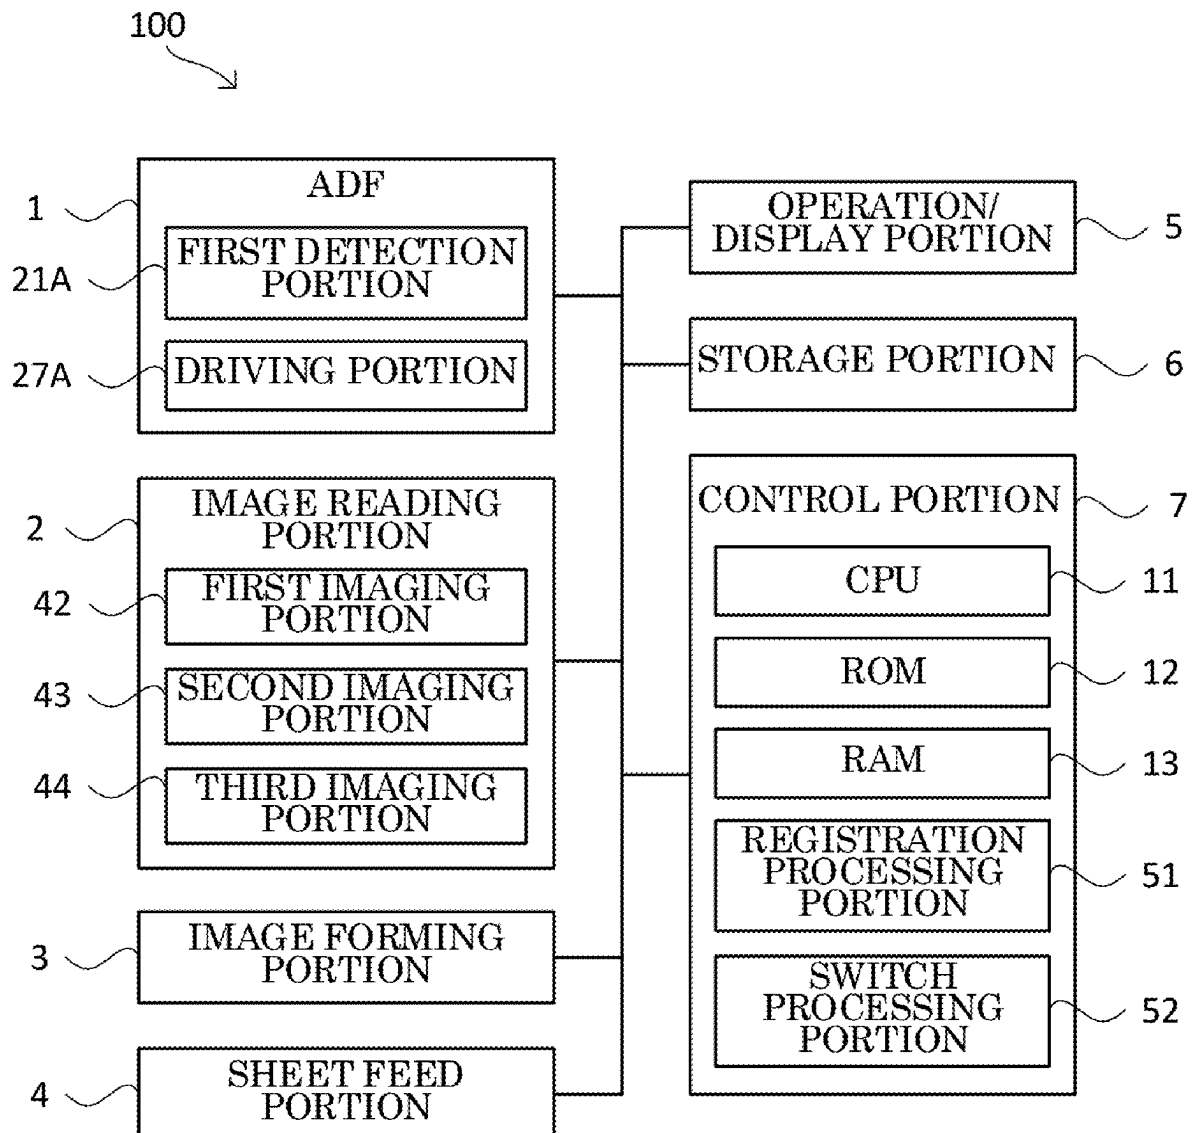 100
ADF
1
FIRST DETECTION
PORTION
21A
DRIVING PORTION
27A
IMAGE READING
PORTION
2
FIRST IMAGING
PORTION
42
SECOND IMAGING
PORTION
43
THIRD IMAGING
PORTION
44
IMAGE FORMING
PORTION
3
SHEET FEED
PORTION
4
OPERATION/
DISPLAY PORTION
5
STORAGE PORTION
6
CONTROL PORTION
7
CPU
11
ROM
12
RAM
13
REGISTRATION
PROCESSING
PORTION
51
SWITCH
PROCESSING
PORTION
52